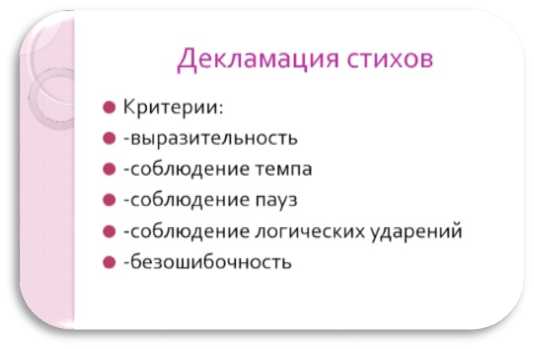 Декламация стихов
Критерии:
-выразительность
-соблюдение темпа
-соблюдение пауз
-соблюдение логических ударений
-безошибочность